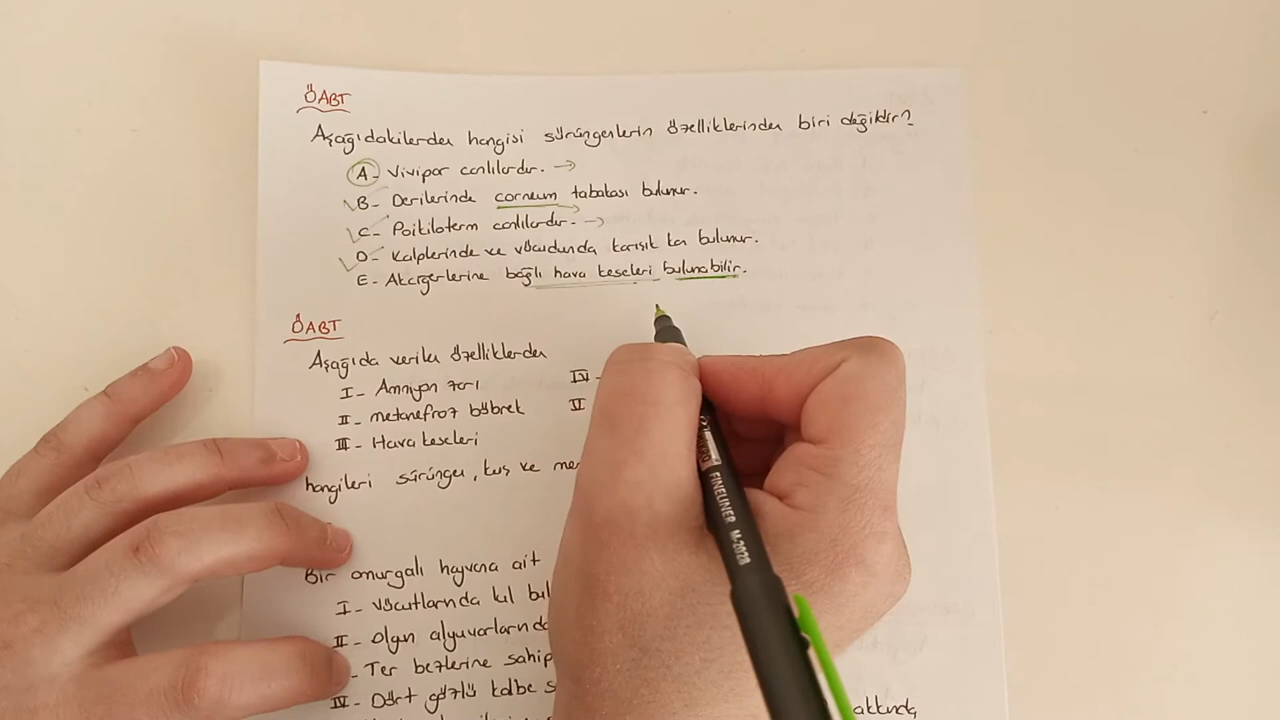 ÖABT
Aşağıdakilerden hangisi sürüngenlerin özelliklerinden biri değildir?
A- Vivipar canlılardır. →
B- Derilerinde corneum tabakası bulunur.
C- Poikiloterm canlılardır. →
D- Kalplerinde ve vücudunda karışık kan bulunur.
E- Akciğerlerine bağlı hava keseleri bulunabilir.
ÖABT
Aşağıda verilen özelliklerden
I- Amniyon zarı
IV-
II- metanefroz böbrek
V
III- Hava keseleri
hangileri sürüngen, kuş ve me
Bir omurgalı hayvana ait
I- Vücutlarında kıl bul
II- Olgun alyuvarlarında
- Ter bezlerine sahip
IV- Dört gözlü kalbe s
akkında,
FINELINER M-2028